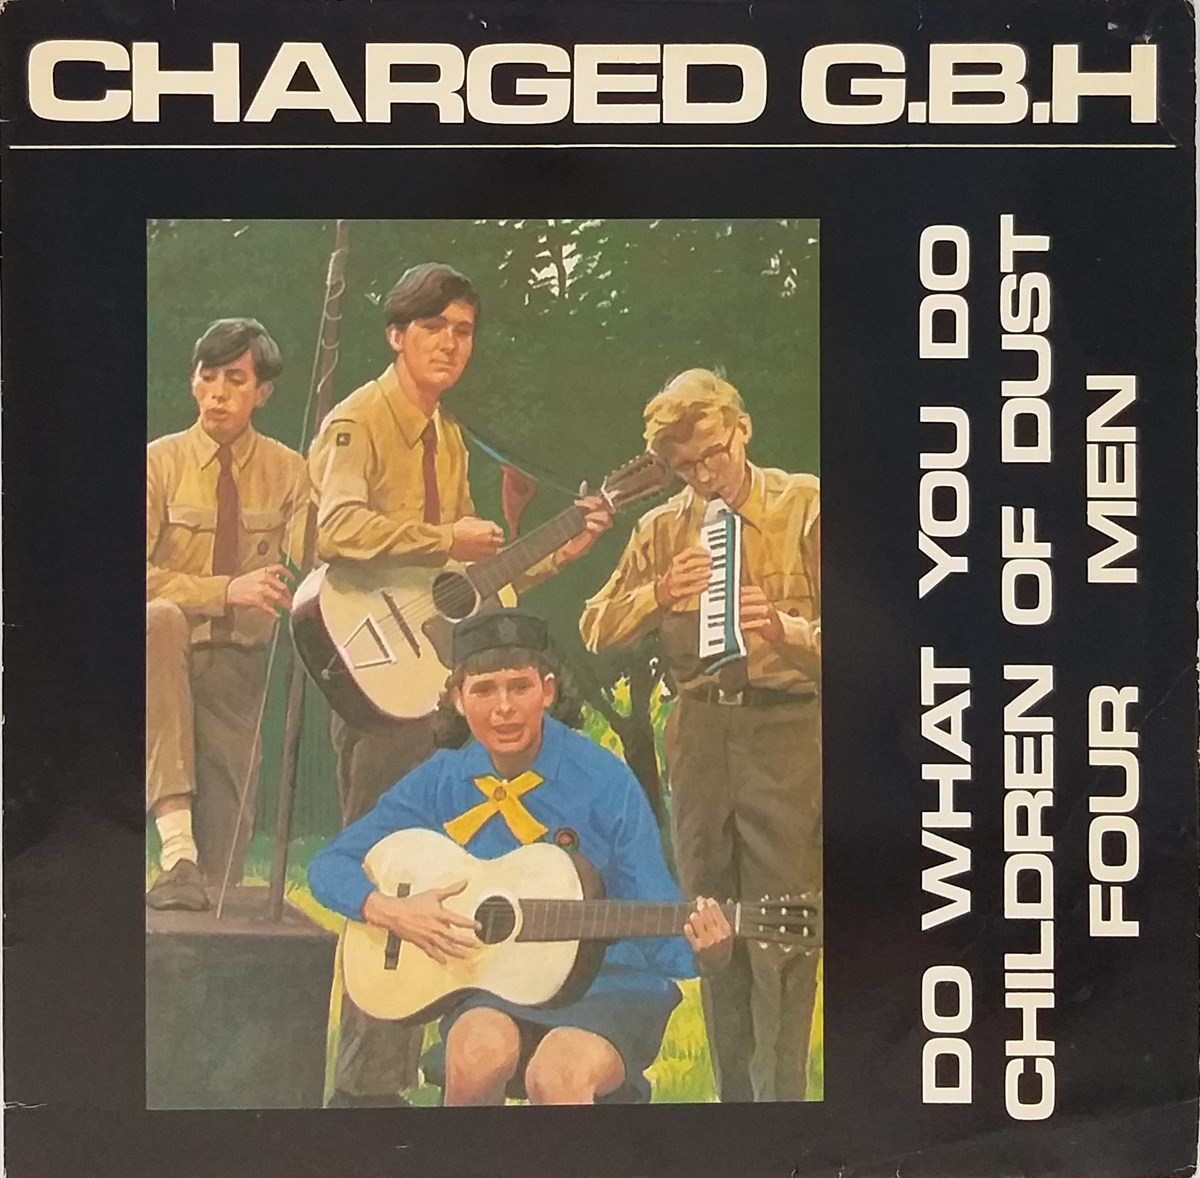 CHARGED G.B.H
DO WHAT YOU DO
CHILDREN OF DUST
FOUR MEN